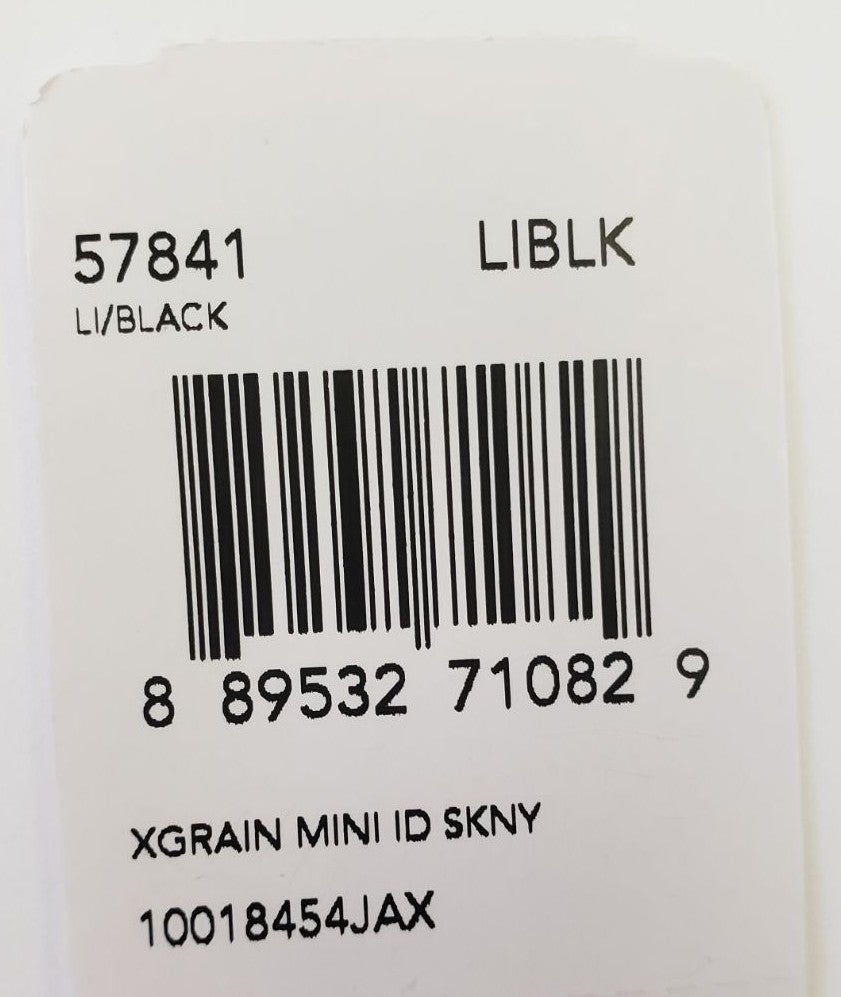 57841 LIBLK
LI/BLACK
8 89532 71082 9
XGRAIN MINI ID SKNY
10018454JAX